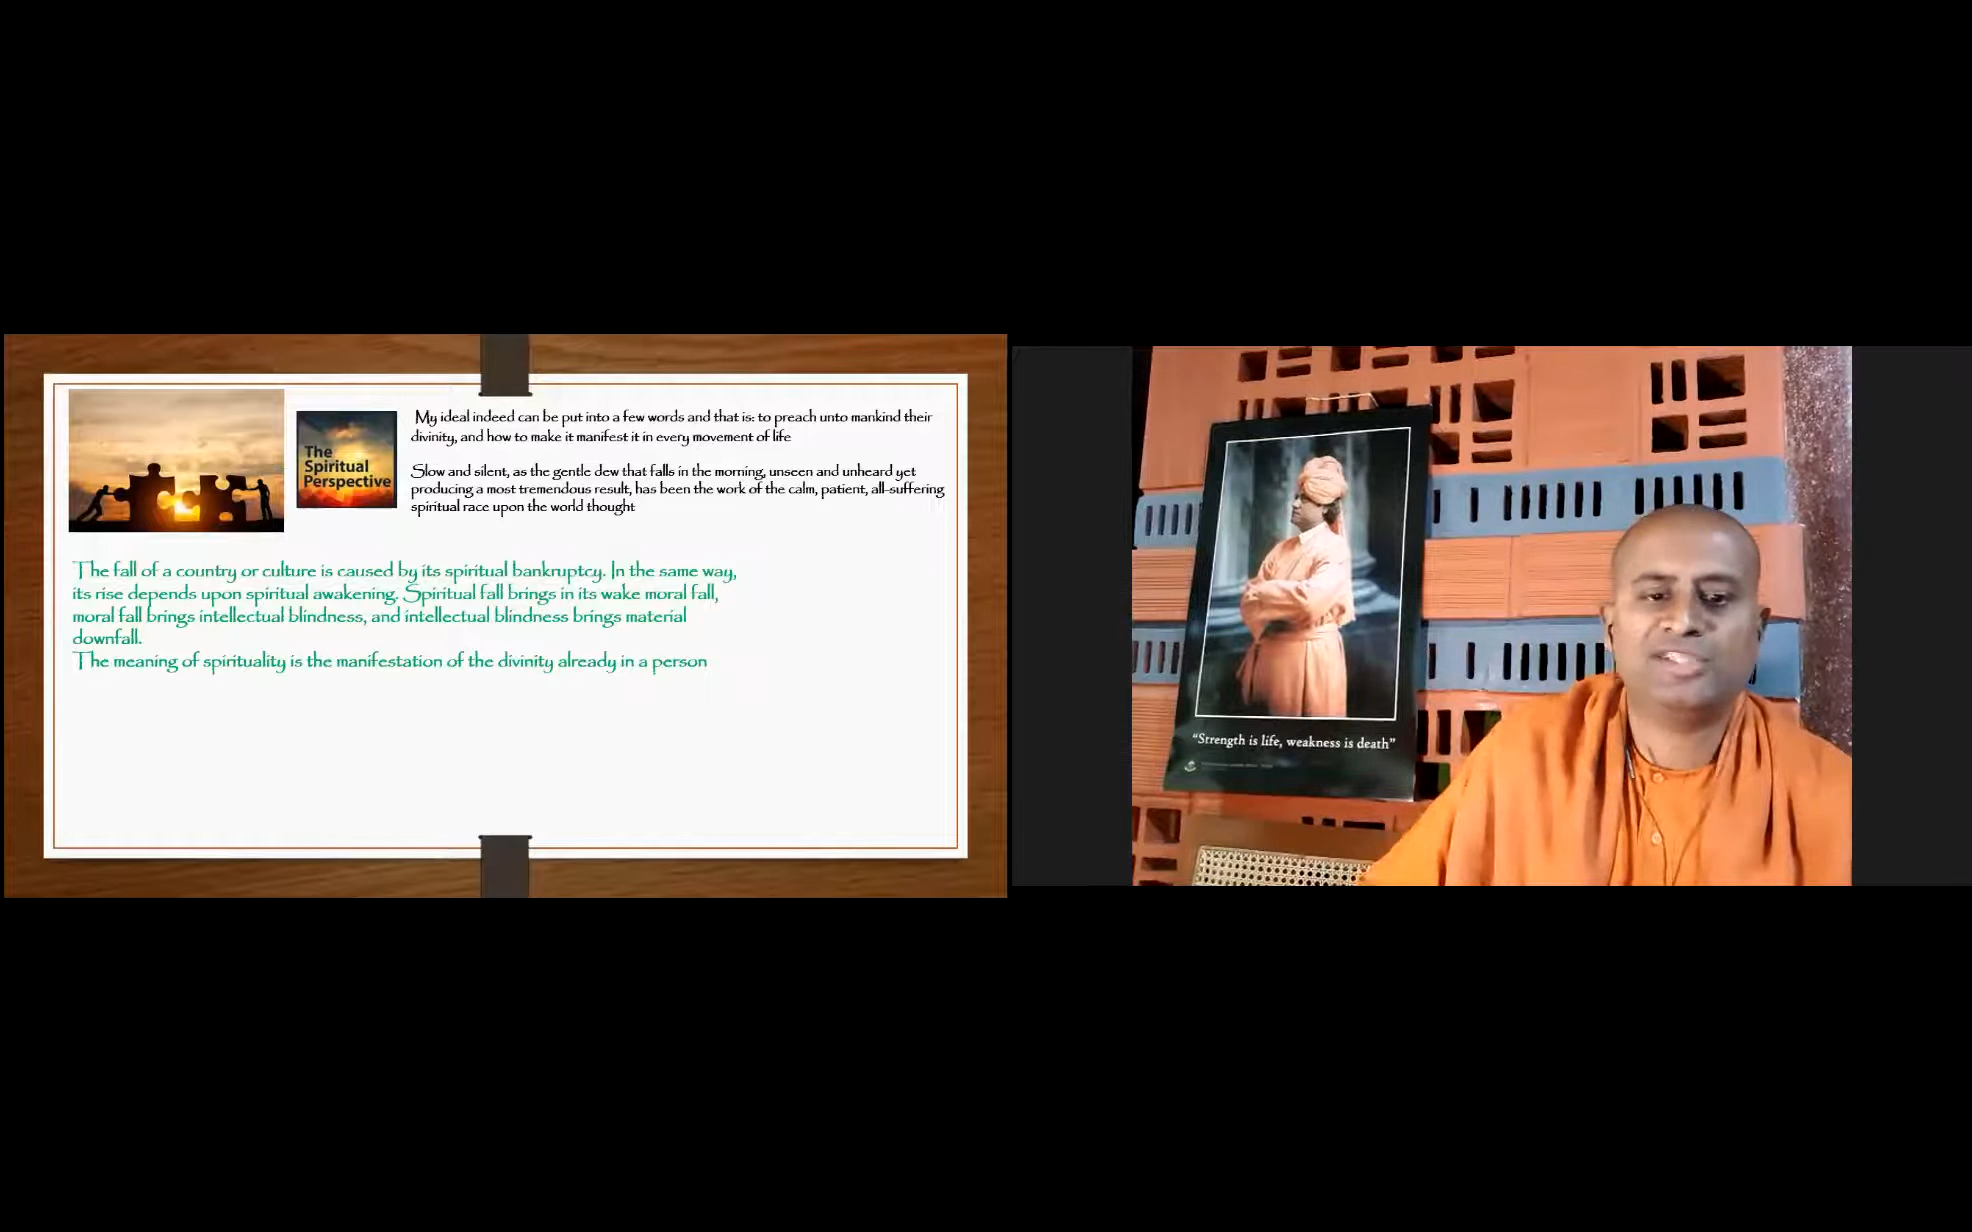 The
Spiritual
Perspective
My ideal indeed can be put into a few words and that is: to preach unto mankind their
divinity, and how to make it manifest it in every movement of life
Slow and silent, as the gentle dew that falls in the morning, unseen and unheard yet
producing a most tremendous result, has been the work of the calm, patient, all-suffering
spiritual race upon the world thought
The fall of a country or culture is caused by its spiritual bankruptcy. In the same way,
its rise depends upon spiritual awakening. Spiritual fall brings in its wake moral fall,
moral fall brings intellectual blindness, and intellectual blindness brings material
downfall.
The meaning of spirituality is the manifestation of the divinity already in a person
“Strength is life, weakness is death”